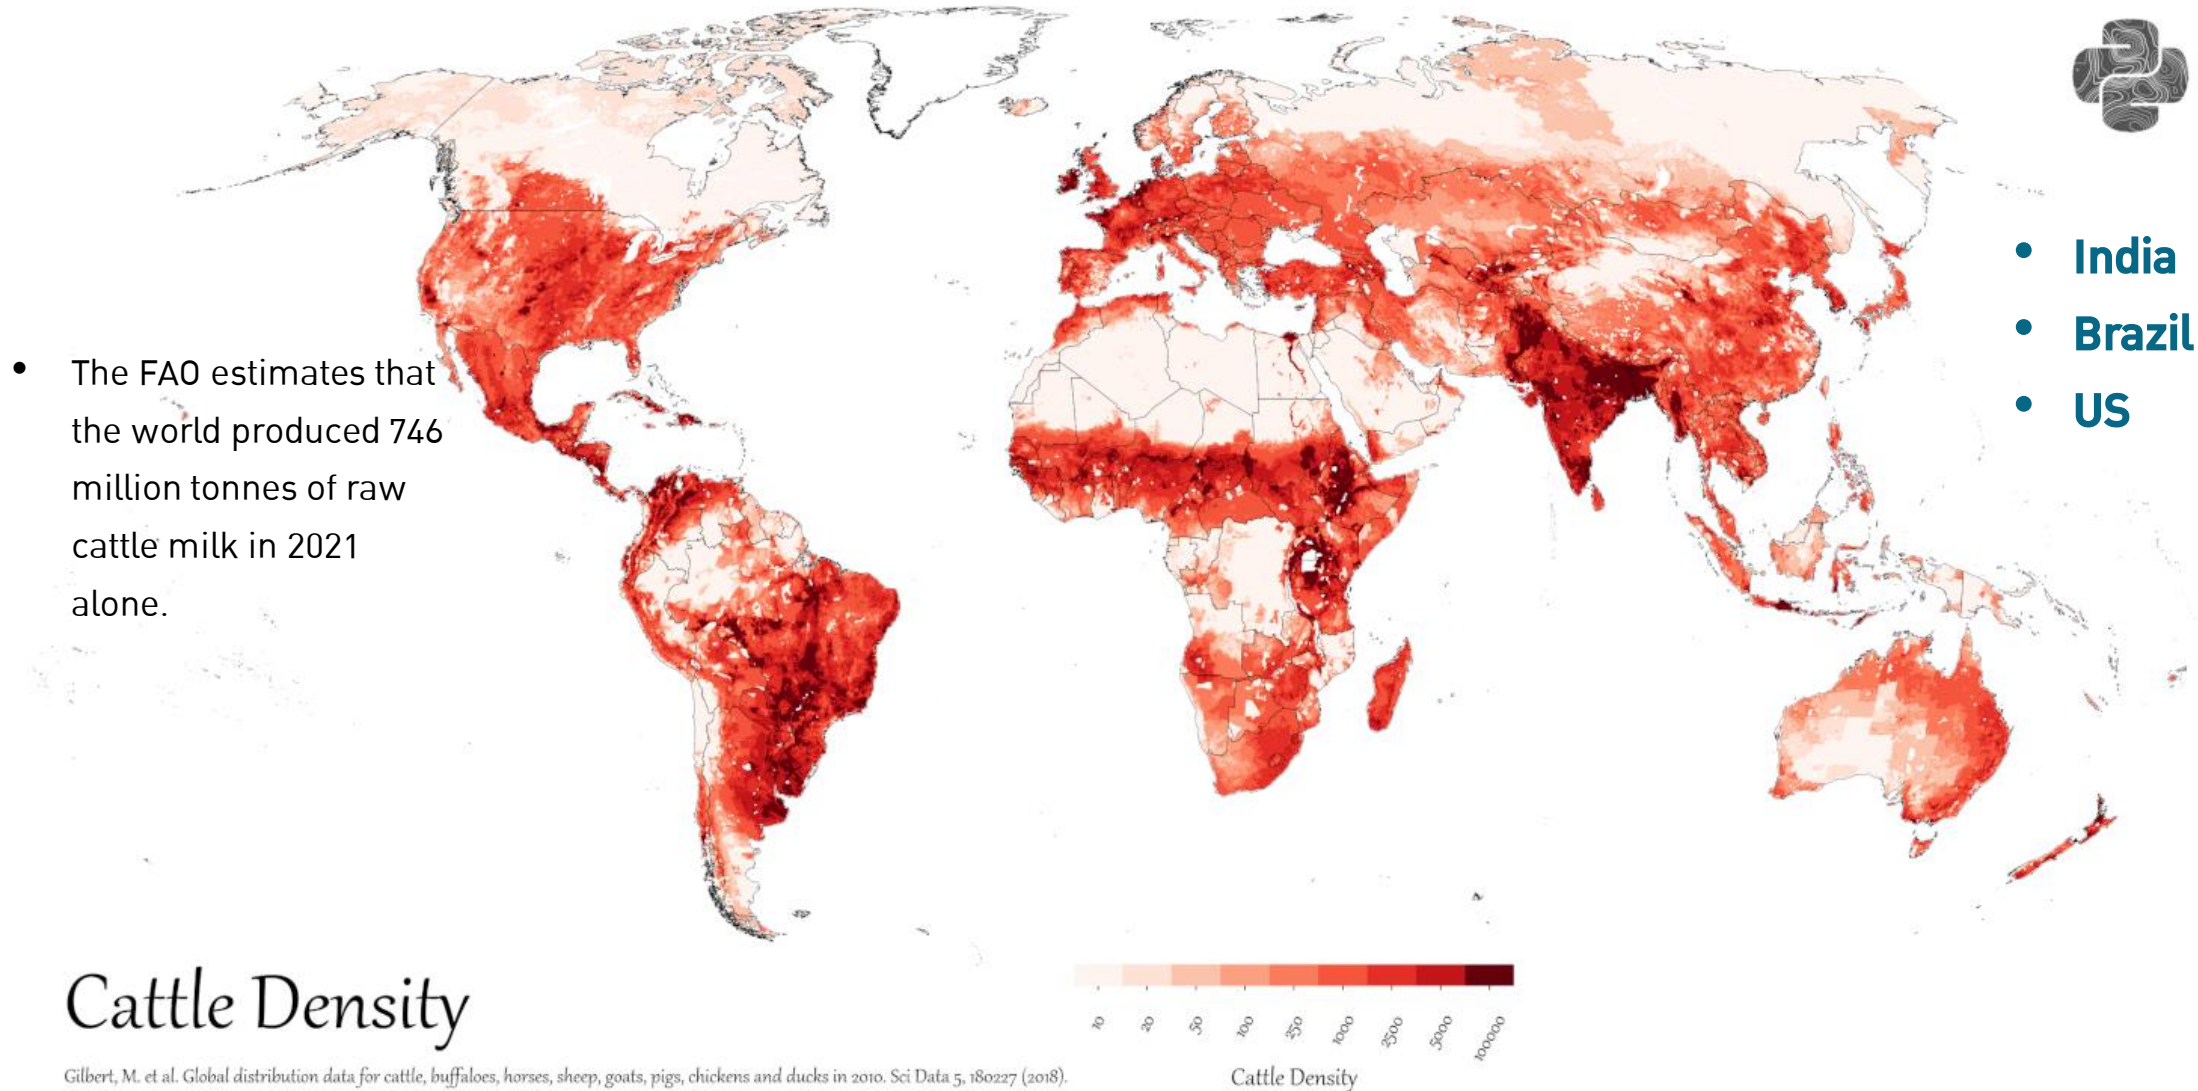 • The FAO estimates that
the world produced 746
million tonnes of raw
cattle milk in 2021
alone.
• India
• Brazil
• US
Cattle Density
10 20 50 100 250 1000 2500 5000 100000
Cattle Density
Gilbert, M. et al. Global distribution data for cattle, buffaloes, horses, sheep, goats, pigs, chickens and ducks in 2010. Sci Data 5, 180227 (2018).